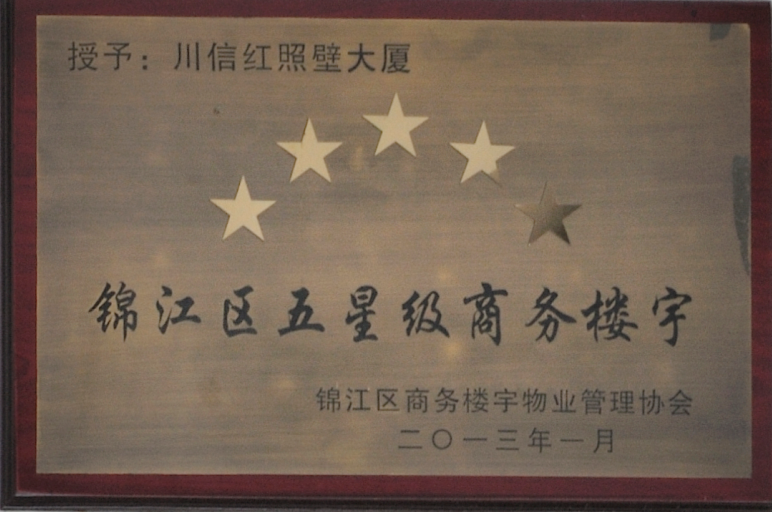 授予：川信红照壁大厦
锦江区五星级商务楼宇
锦江区商务楼宇物业管理协会
二〇一三年一月